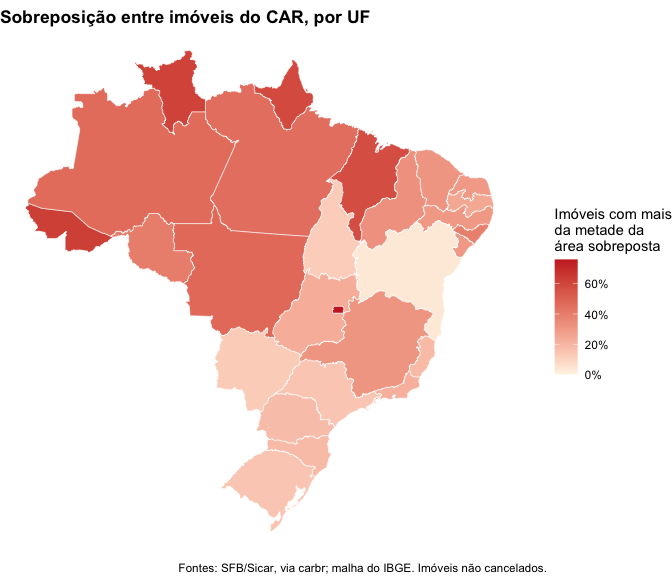 Sobreposição entre imóveis do CAR, por UF
Imóveis com mais
da metade da
área sobreposta
60%
40%
20%
0%
Fontes: SFB/Sicar, via carbr; malha do IBGE. Imóveis não cancelados.